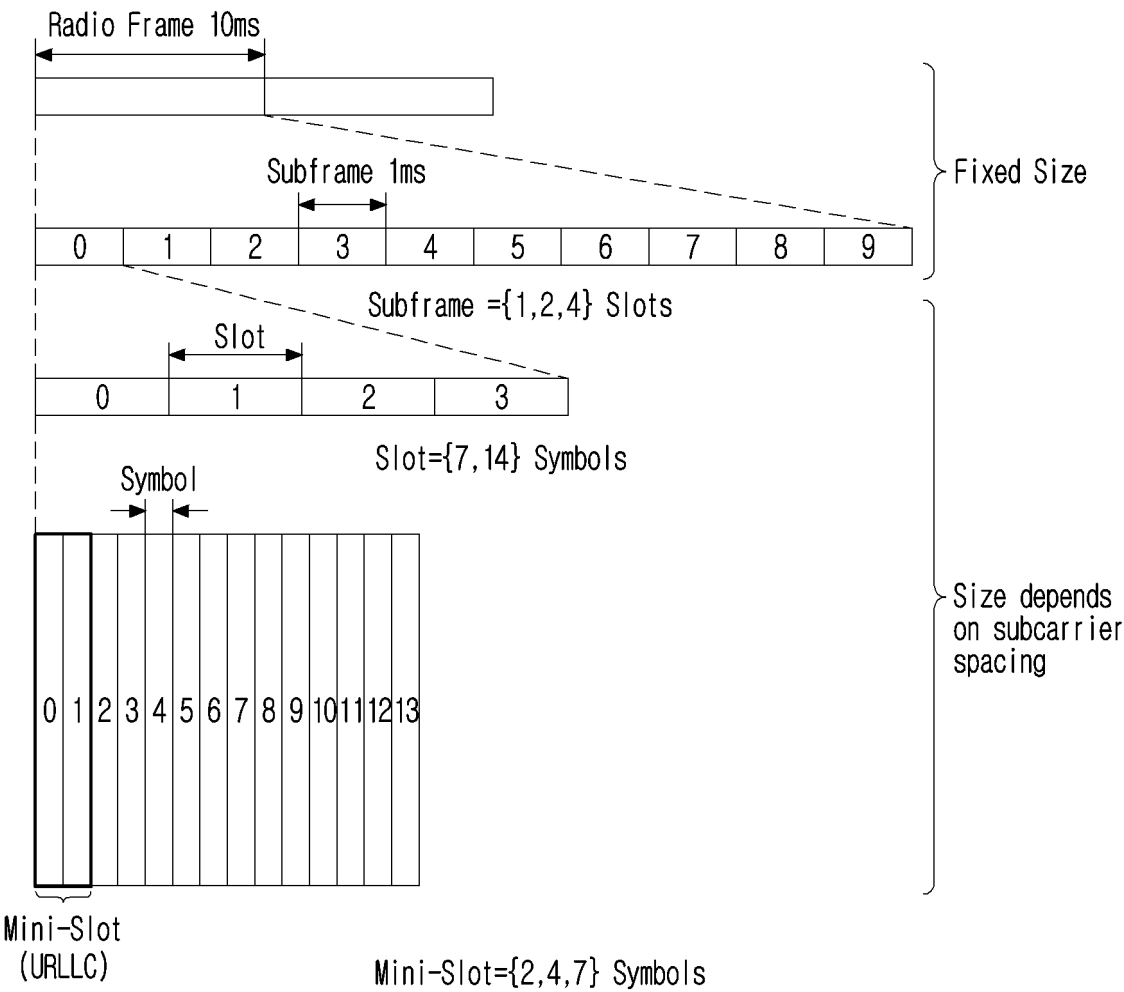 Radio Frame 10ms
Subframe 1ms
Fixed Size
0 1 2 3 4 5 6 7 8 9
Subframe ={1,2,4} Slots
Slot
0 1 2 3
Slot={7,14} Symbols
Symbol
Size depends
on subcarrier
spacing
0 1 2 3 4 5 6 7 8 9 10 11 12 13
Mini-Slot
(URLLC)
Mini-Slot={2,4,7} Symbols